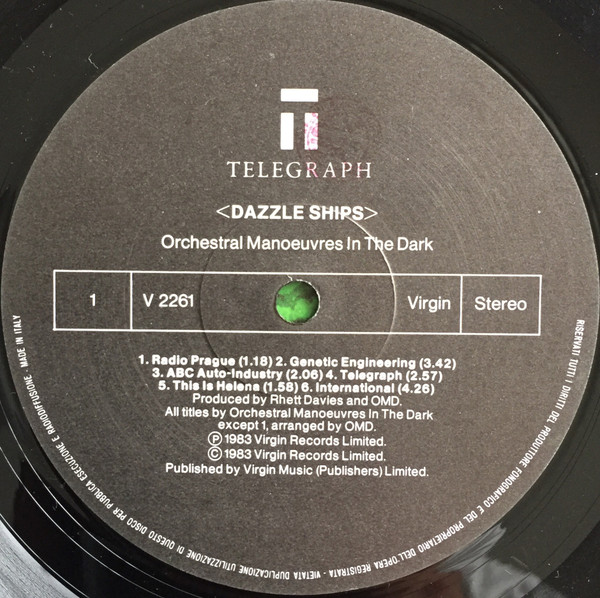 TELEGRAPH
<DAZZLE SHIPS>
Orchestral Manoeuvres In The Dark
1
V 2261
Virgin
Stereo
1. Radio Prague (1.18) 2. Genetic Engineering (3.42)
3. ABC Auto-Industry (2.06) 4. Telegraph (2.57)
5. This Is Helena (1.58) 6. International (4.26)
Produced by Rhett Davies and OMD.
All titles by Orchestral Manoeuvres In The Dark
except 1, arranged by OMD.
Ⓟ 1983 Virgin Records Limited.
© 1983 Virgin Records Limited.
Published by Virgin Music (Publishers) Limited.
RISERVATI TUTTI I DIRITTI DEL PRODUTTORE FONOGRAFICO E DEL PROPRIETARIO DELL'OPERA REGISTRATA - VIETATA DUPLICAZIONE UTILIZZAZIONE DI QUESTO DISCO PER PUBBLICA ESECUZIONE E RADIODIFFUSIONE - MADE IN ITALY